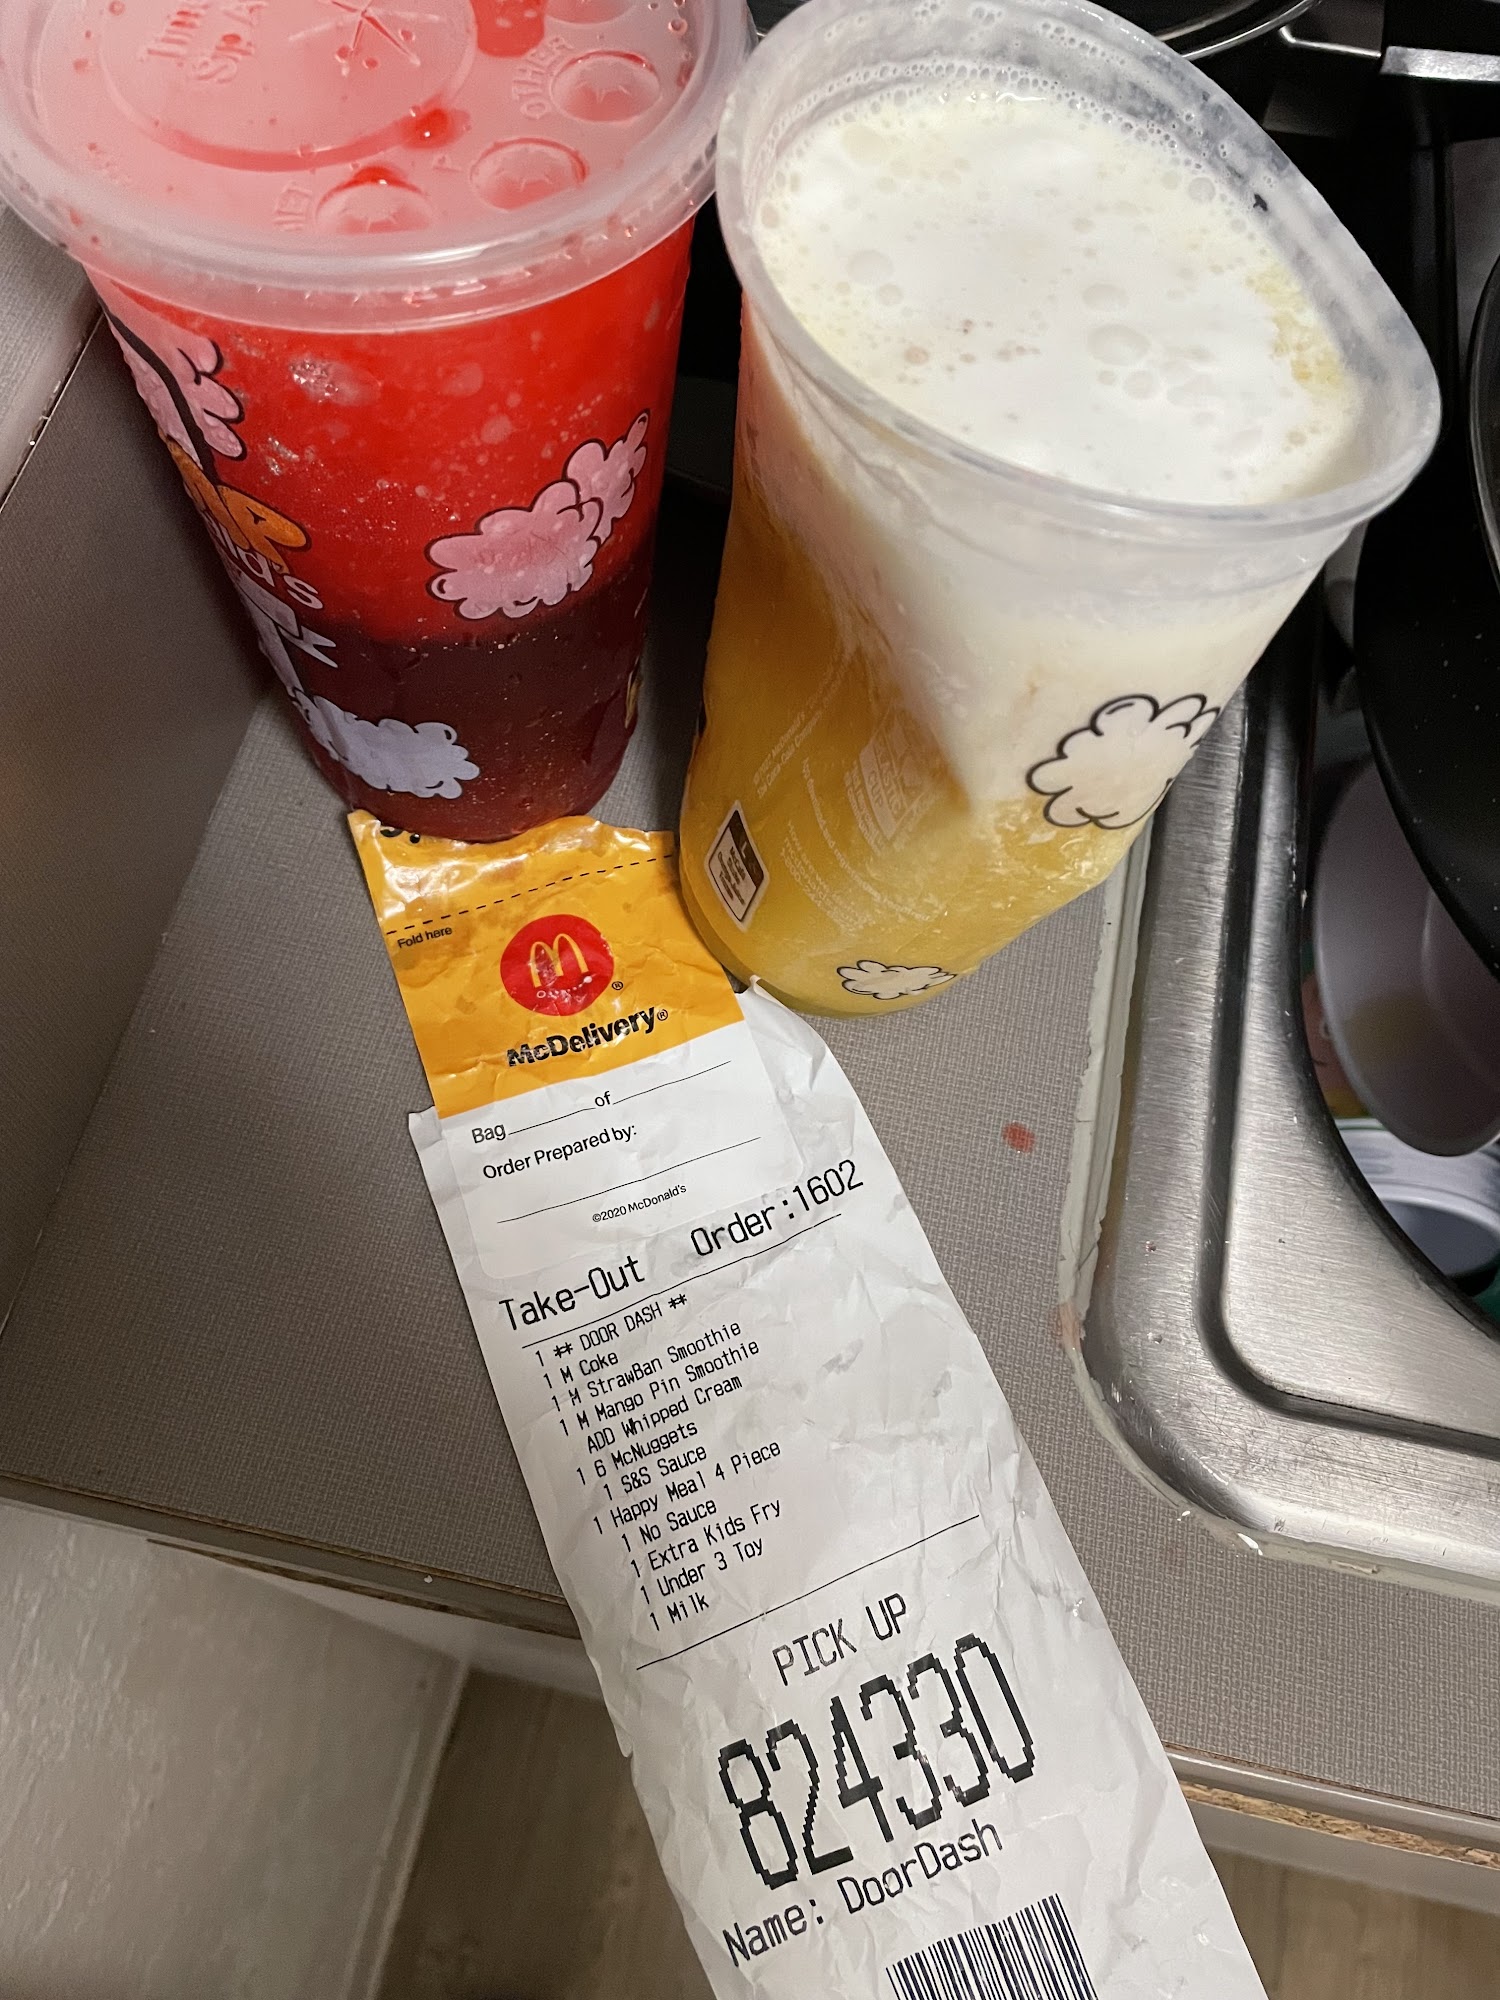 OTHER
Fold here
McDelivery®
Bag ______ of ______
Order Prepared by:
©2020 McDonald's
Take-Out Order:1602
1 ** DOOR DASH **
1 M Coke
1 M StrawBan Smoothie
1 M Mango Pin Smoothie
ADD Whipped Cream
1 6 McNuggets
1 S&S Sauce
1 Happy Meal 4 Piece
1 No Sauce
1 Extra Kids Fry
1 Under 3 Toy
1 Milk
PICK UP
824330
Name: DoorDash